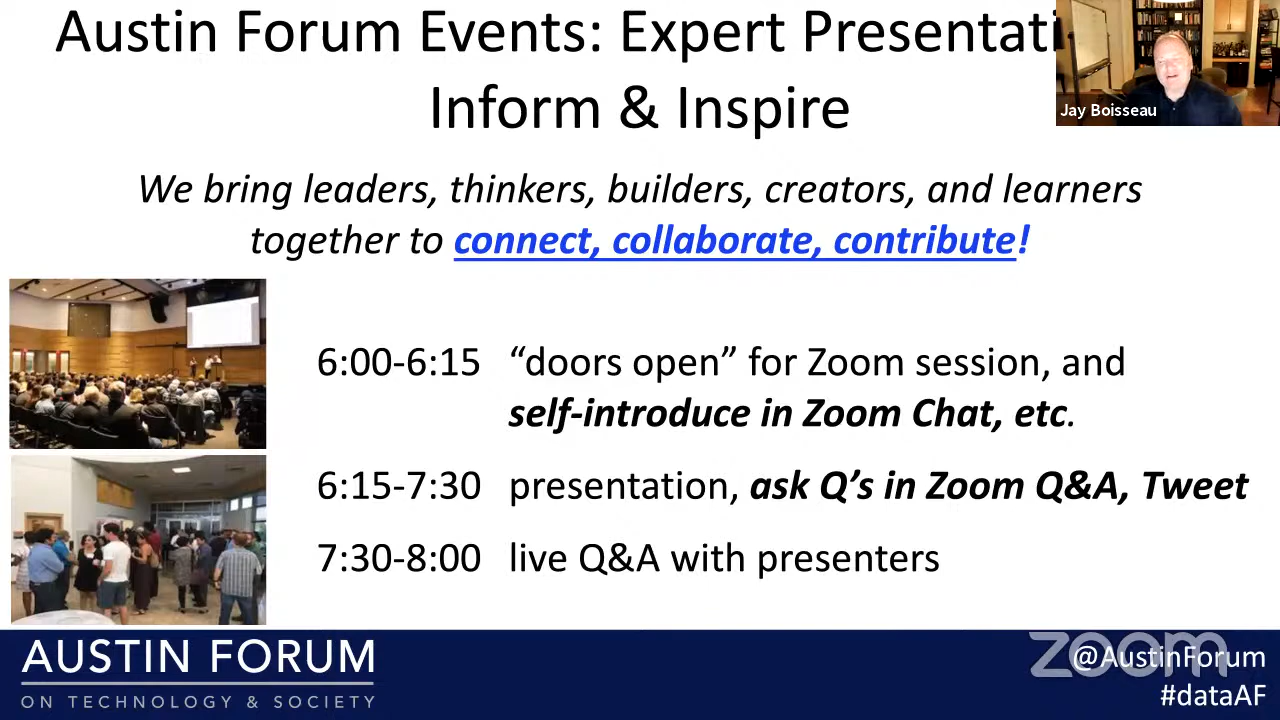 Austin Forum Events: Expert Presentati
Inform & Inspire
Jay Boisseau
We bring leaders, thinkers, builders, creators, and learners
together to connect, collaborate, contribute!
6:00-6:15 “doors open” for Zoom session, and
self-introduce in Zoom Chat, etc.
6:15-7:30 presentation, ask Q’s in Zoom Q&A, Tweet
7:30-8:00 live Q&A with presenters
AUSTIN FORUM
ON TECHNOLOGY & SOCIETY
zoom
@AustinForum
#dataAF